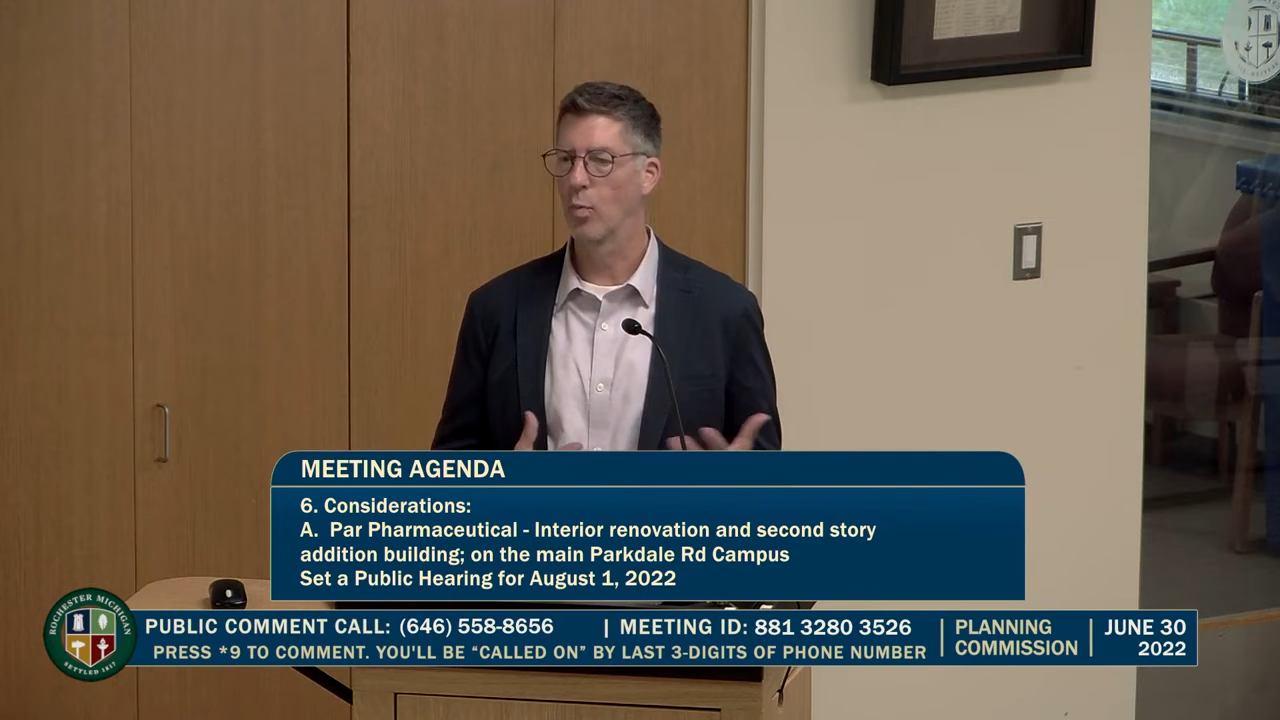 MEETING AGENDA
6. Considerations:
A. Par Pharmaceutical - Interior renovation and second story
addition building; on the main Parkdale Rd Campus
Set a Public Hearing for August 1, 2022
ROCHESTER MICHIGAN
SETTLED 1817
PUBLIC COMMENT CALL: (646) 558-8656 | MEETING ID: 881 3280 3526
PRESS *9 TO COMMENT. YOU'LL BE “CALLED ON” BY LAST 3-DIGITS OF PHONE NUMBER
PLANNING
COMMISSION
JUNE 30
2022